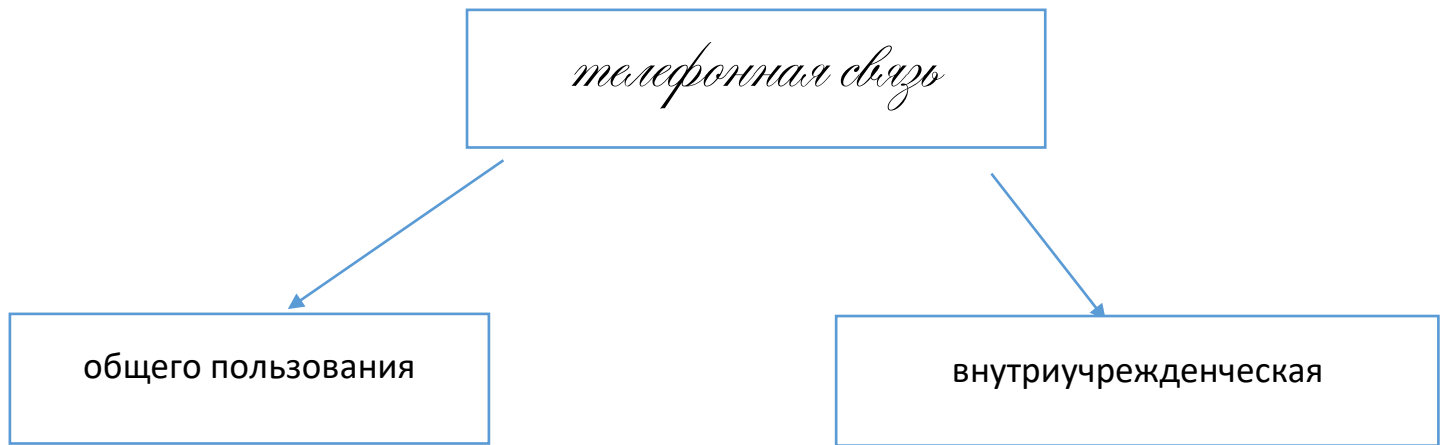 телефонная связь
общего пользования
внутриучрежденческая